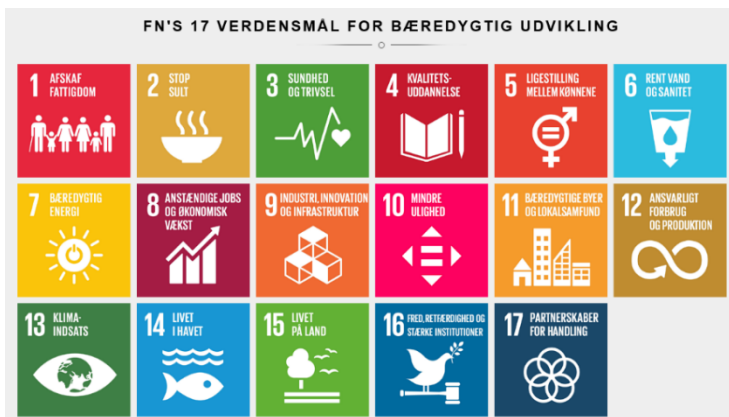 FN'S 17 VERDENSMÅL FOR BÆREDYGTIG UDVIKLING
1 AFSKAF
FATTIGDOM
2 STOP
SULT
3 SUNDHED
OG TRIVSEL
4 KVALITETS-
UDDANNELSE
5 LIGESTILLING
MELLEM KØNNENE
6 RENT VAND
OG SANITET
7 BÆREDYGTIG
ENERGI
8 ANSTÆNDIGE JOBS
OG ØKONOMISK
VÆKST
9 INDUSTRI, INNOVATION
OG INFRASTRUKTUR
10 MINDRE
ULIGHED
11 BÆREDYGTIGE BYER
OG LOKALSAMFUND
12 ANSVARLIGT
FORBRUG
OG PRODUKTION
13 KLIMA-
INDSATS
14 LIVET
I HAVET
15 LIVET
PÅ LAND
16 FRED, RETFÆRDIGHED OG
STÆRKE INSTITUTIONER
17 PARTNERSKABER
FOR HANDLING